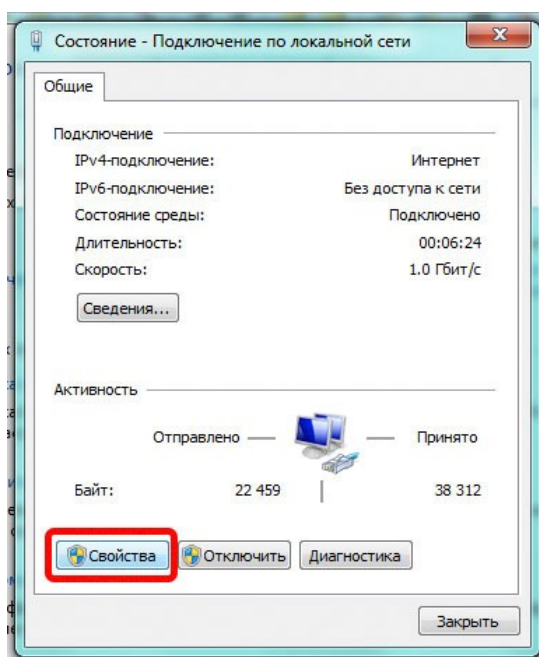 Состояние - Подключение по локальной сети
Общие
Подключение
IPv4-подключение: Интернет
IPv6-подключение: Без доступа к сети
Состояние среды: Подключено
Длительность: 00:06:24
Скорость: 1.0 Гбит/с
Сведения...
Активность
Отправлено Принято
Байт: 22 459 38 312
Свойства Отключить Диагностика
Закрыть